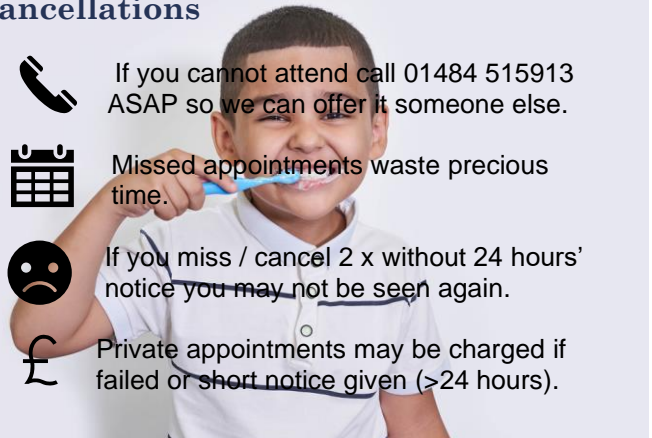 ancellations
If you cannot attend call 01484 515913
ASAP so we can offer it someone else.
Missed appointments waste precious
time.
If you miss / cancel 2 x without 24 hours’
notice you may not be seen again.
£
Private appointments may be charged if
failed or short notice given (>24 hours).